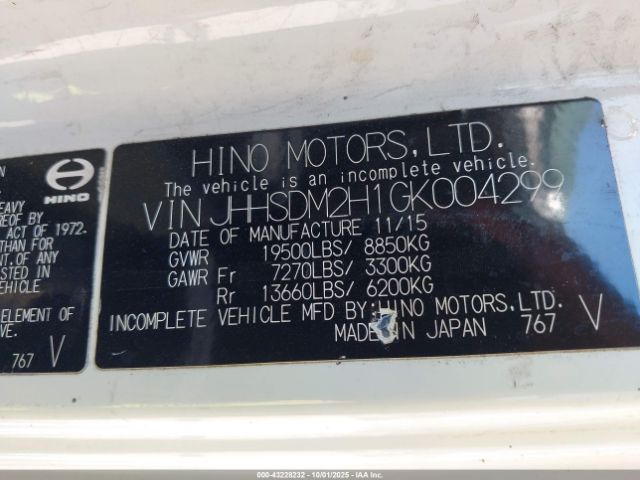 HINO
EAVY
REOF BY
ACT OF 1972.
THAN FOR
NT.OF ANY
ESTED IN
EHICLE
ELEMENT OF
VE.
767 V
HINO MOTORS,LTD.
The vehicle is an incomplete vehicle.
VIN JHHSDM2H1GK004299
DATE OF MANUFACTURE 11/15
GVWR 19500LBS/ 8850KG
GAWR Fr 7270LBS/ 3300KG
Rr 13660LBS/ 6200KG
INCOMPLETE VEHICLE MFD BY:HINO MOTORS,LTD.
MADE IN JAPAN 767 V
000-43228232 - 10/01/2025 - IAA Inc.